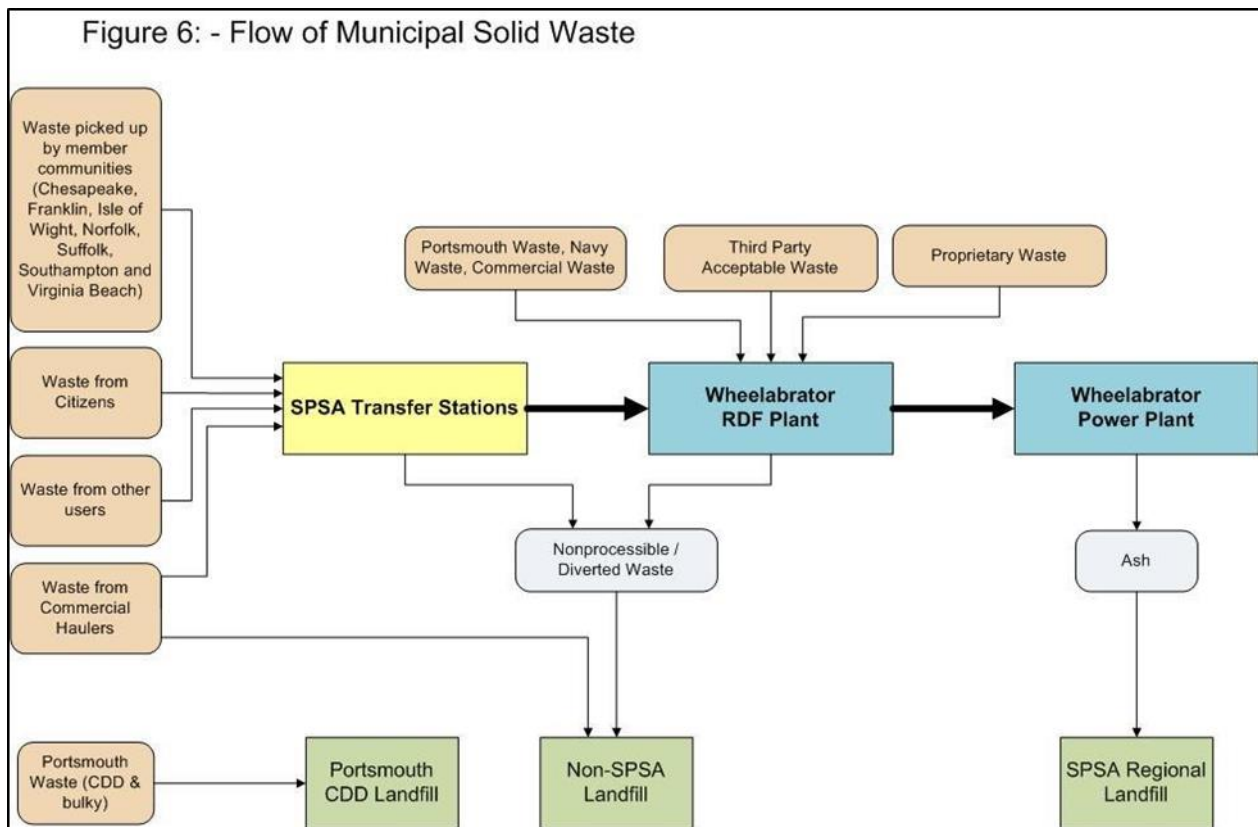 Figure 6: - Flow of Municipal Solid Waste
Waste picked up
by member
communities
(Chesapeake,
Franklin, Isle of
Wight, Norfolk,
Suffolk,
Southampton and
Virginia Beach)
Portsmouth Waste, Navy
Waste, Commercial Waste
Third Party
Acceptable Waste
Proprietary Waste
Waste from
Citizens
SPSA Transfer Stations
Wheelabrator
RDF Plant
Wheelabrator
Power Plant
Waste from other
users
Nonprocessible /
Diverted Waste
Ash
Waste from
Commercial
Haulers
Portsmouth
Waste (CDD &
bulky)
Portsmouth
CDD Landfill
Non-SPSA
Landfill
SPSA Regional
Landfill